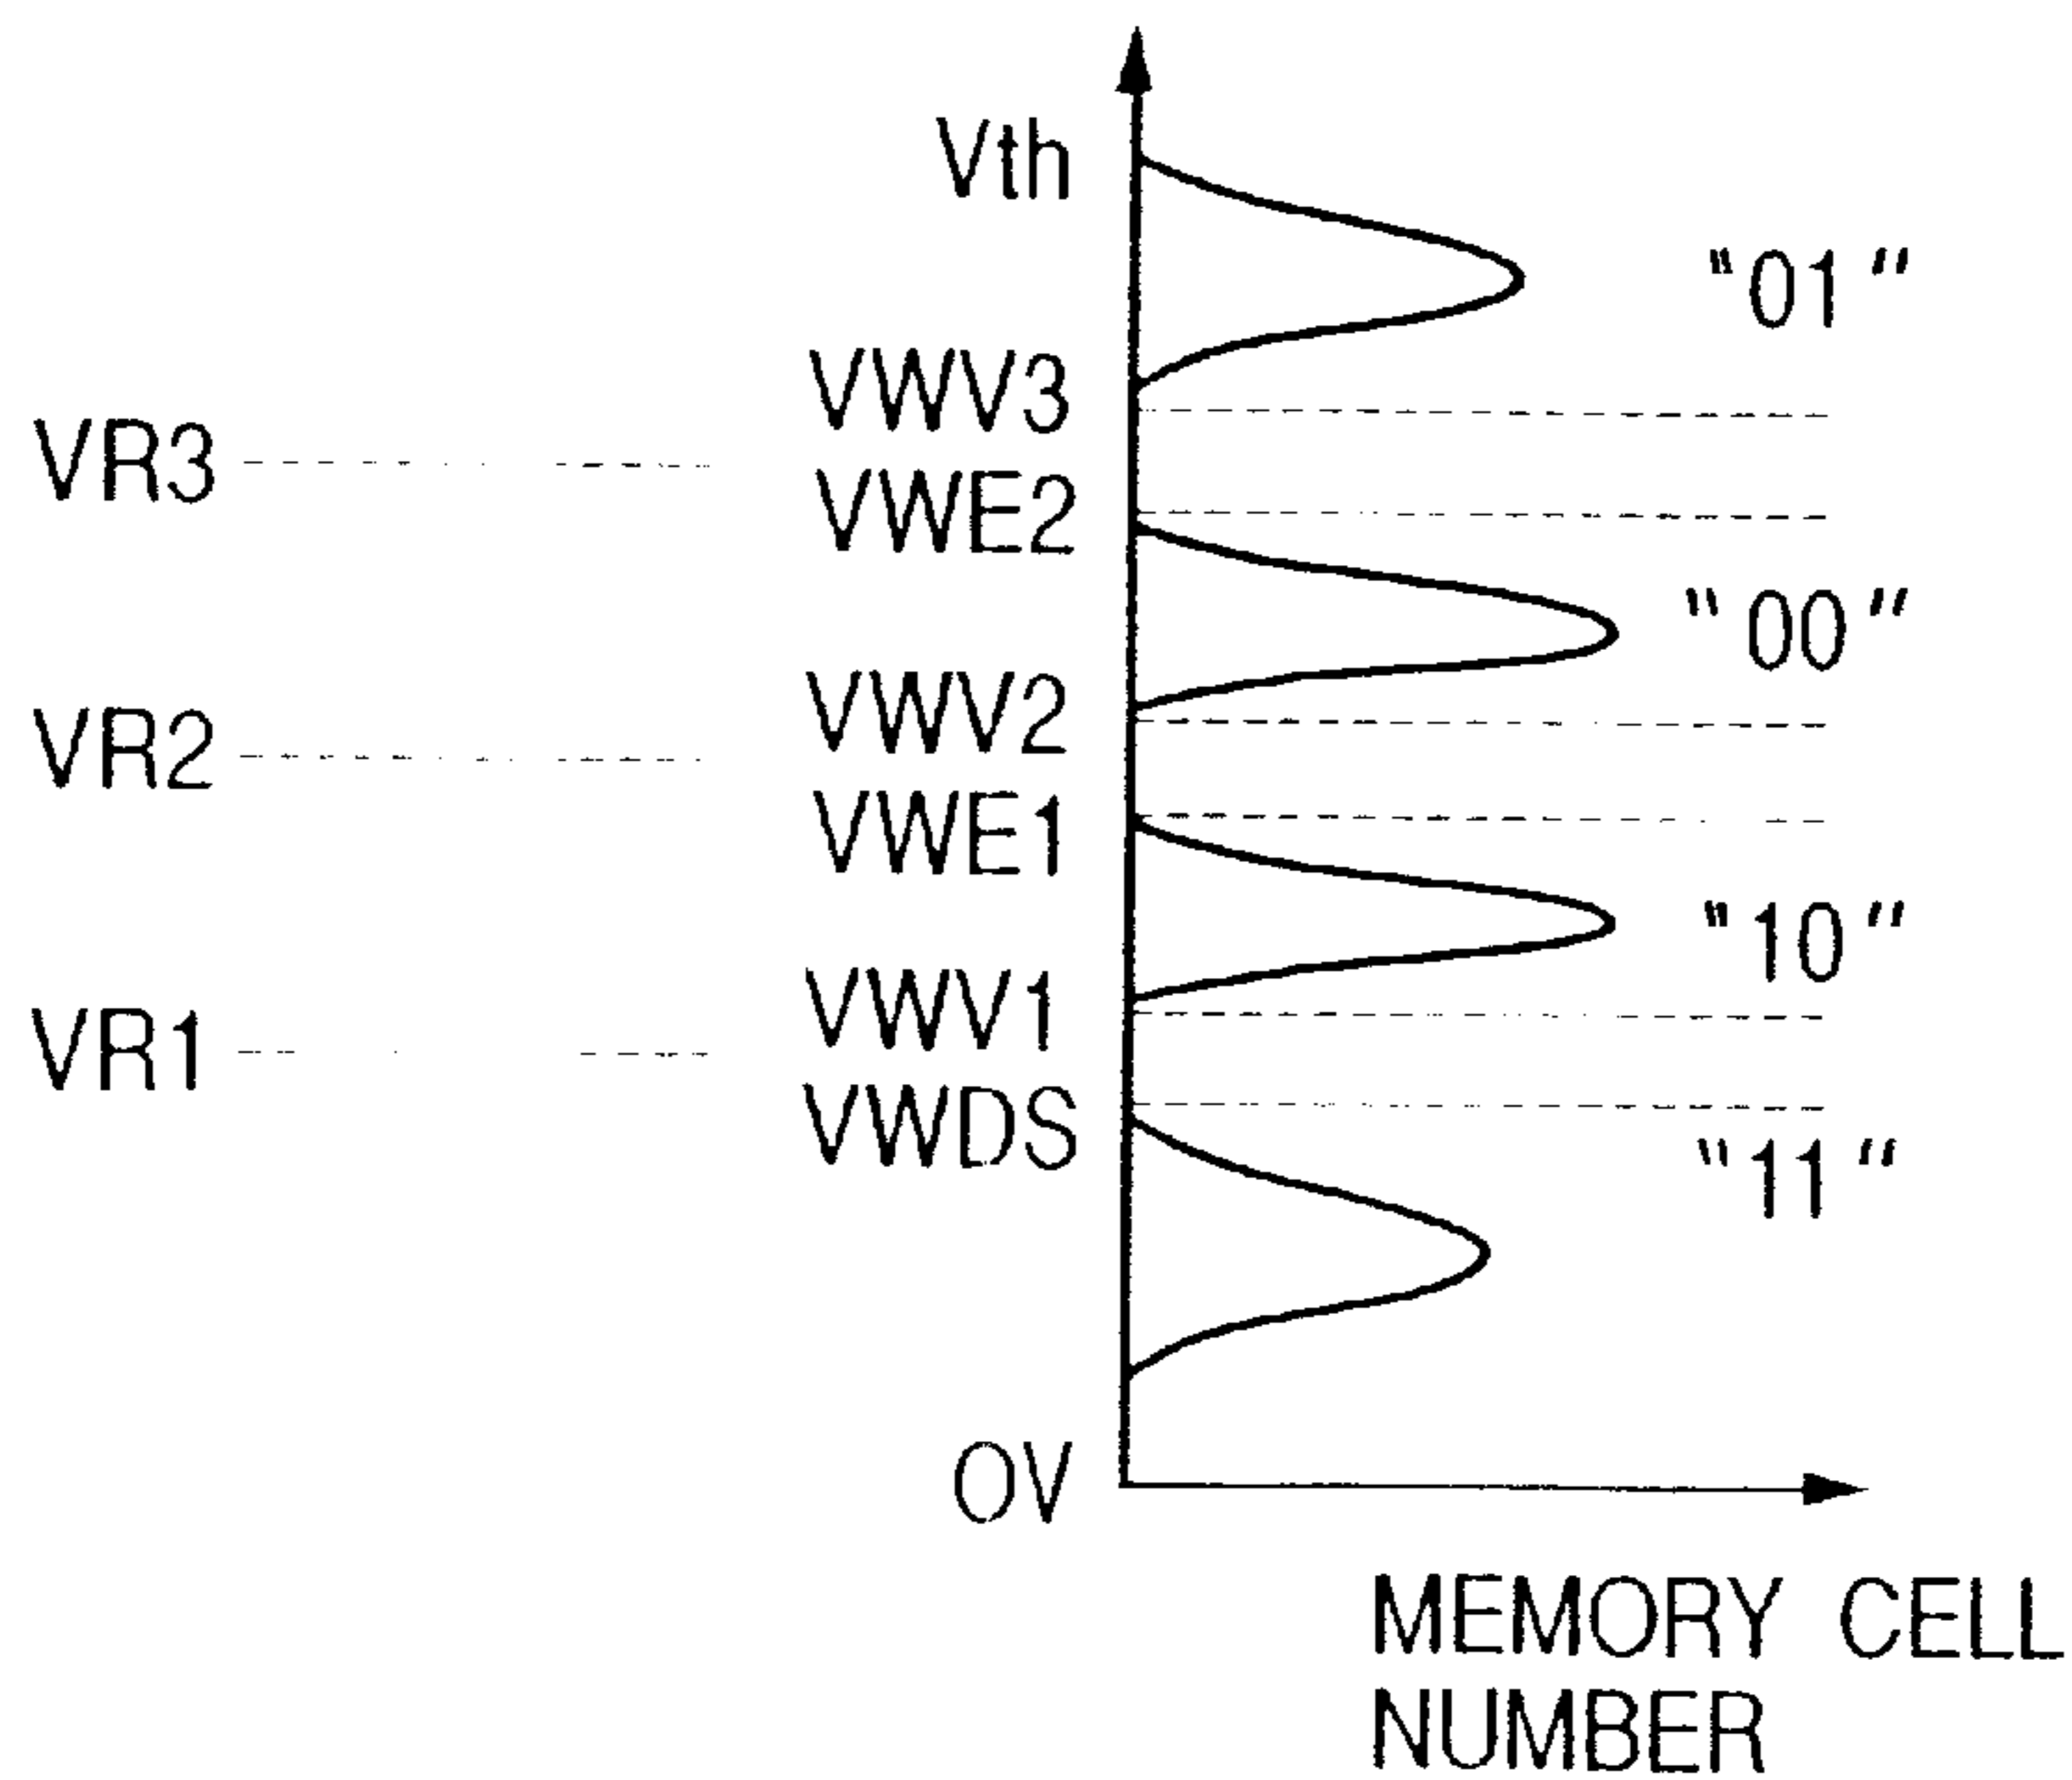 Vth
"01"
VWV3
VR3
VWE2
"00"
VWV2
VR2
VWE1
"10"
VWV1
VR1
VWDS
"11"
0V
MEMORY CELL
NUMBER